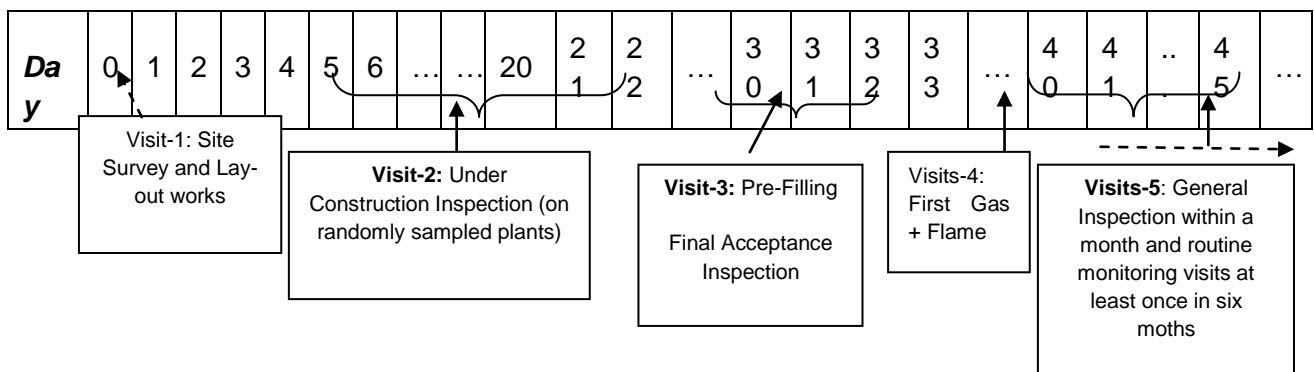 Da y 0 1 2 3 4 5 6 … … 20 2 1 2 2 … 3 0 3 1 3 2 3 3 … 4 0 4 1 .. . 4 5 …
Visit-1: Site
Survey and Lay-
out works
Visit-2: Under
Construction Inspection (on
randomly sampled plants)
Visit-3: Pre-Filling
Final Acceptance
Inspection
Visits-4:
First Gas
+ Flame
Visits-5: General
Inspection within a
month and routine
monitoring visits at
least once in six
moths